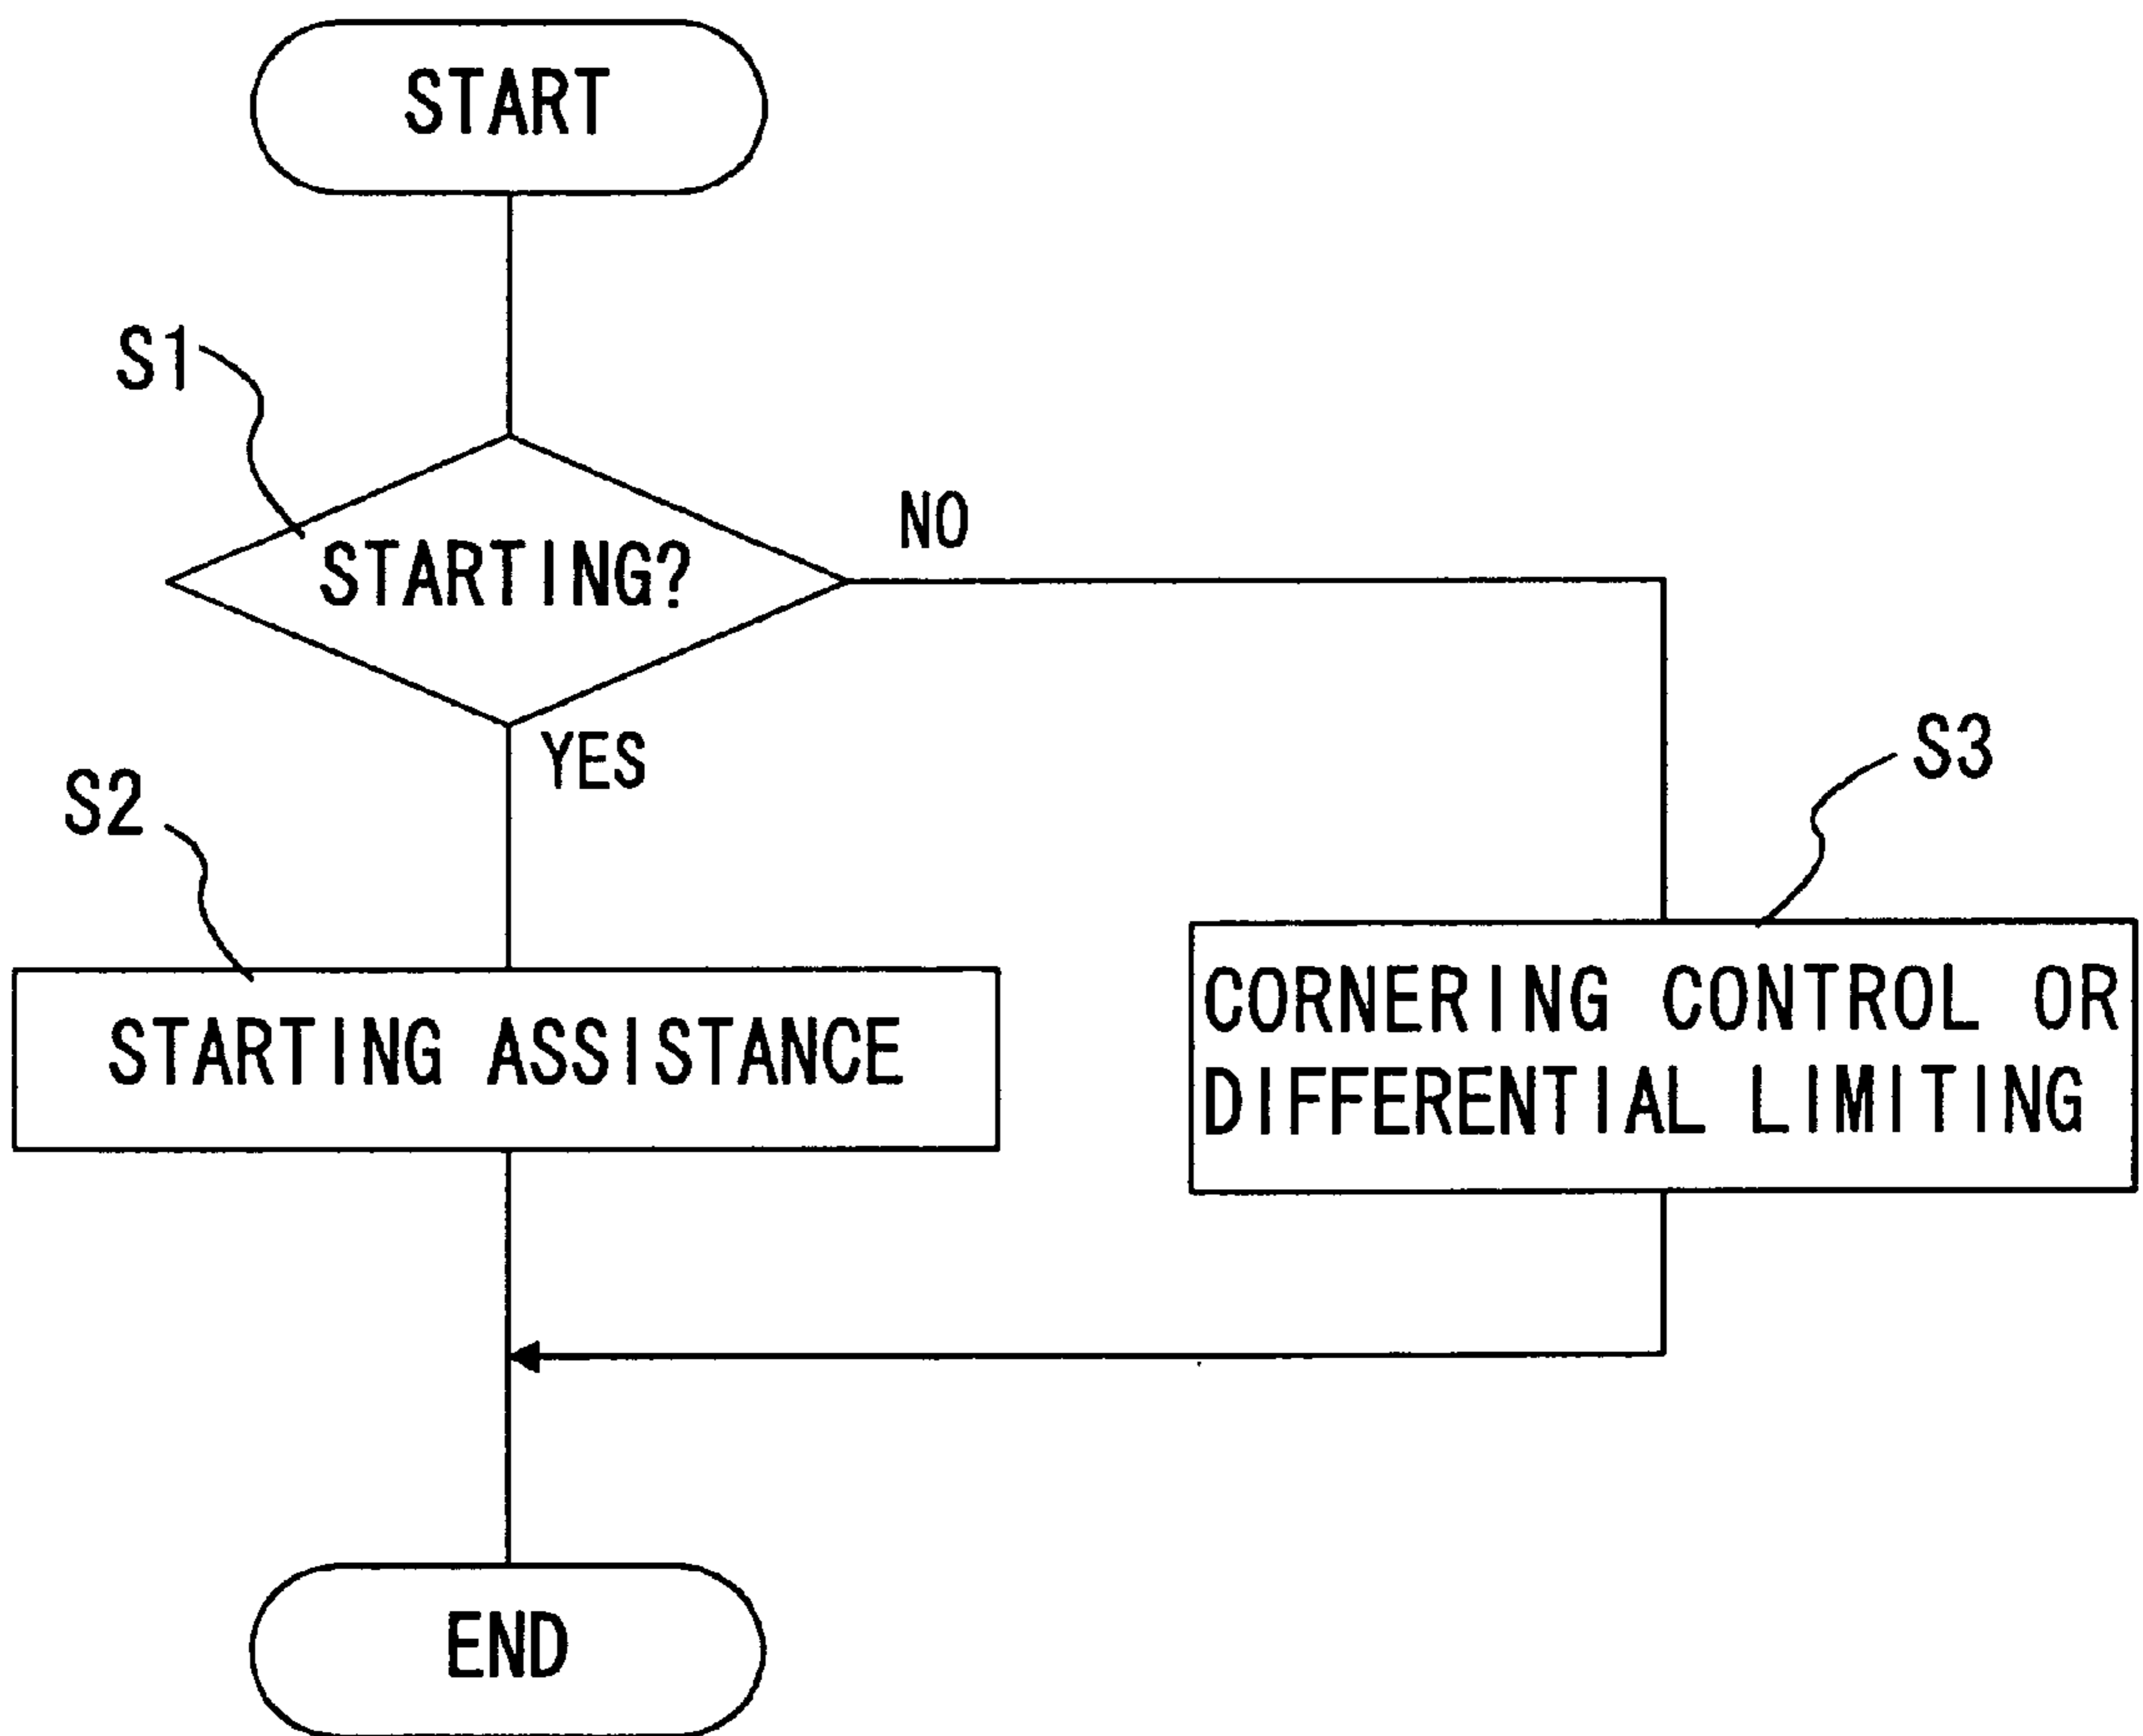 START
S1
NO
STARTING?
YES
S3
S2
CORNERING CONTROL OR
DIFFERENTIAL LIMITING
STARTING ASSISTANCE
END